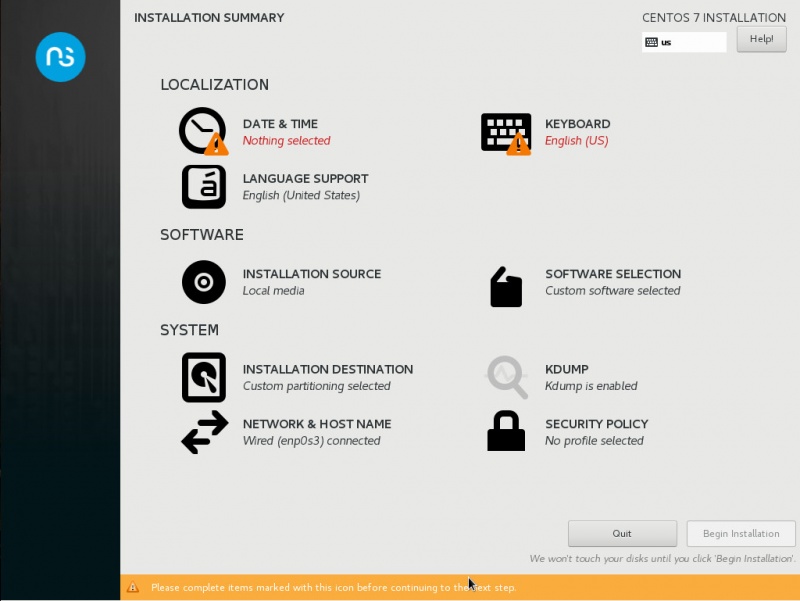 INSTALLATION SUMMARY
CENTOS 7 INSTALLATION
us
Help!
ns
LOCALIZATION
DATE & TIME
Nothing selected
KEYBOARD
English (US)
á
LANGUAGE SUPPORT
English (United States)
SOFTWARE
INSTALLATION SOURCE
Local media
SOFTWARE SELECTION
Custom software selected
SYSTEM
INSTALLATION DESTINATION
Custom partitioning selected
KDUMP
Kdump is enabled
NETWORK & HOST NAME
Wired (enp0s3) connected
SECURITY POLICY
No profile selected
Quit
Begin Installation
We won't touch your disks until you click 'Begin Installation'.
Please complete items marked with this icon before continuing to the next step.